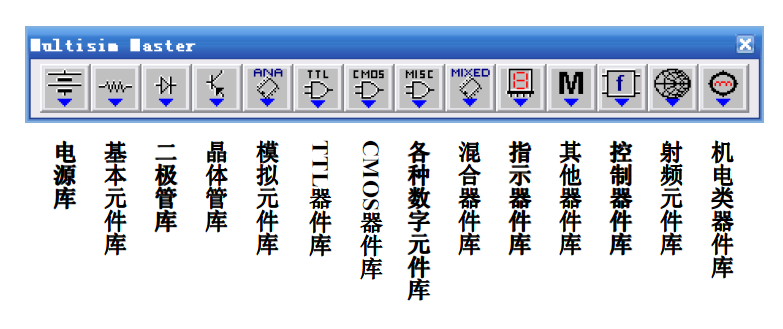 Multisim Master
ANA
TTL
CMOS
MISC
MIXED
M
f
电源库
基本元件库
二极管库
晶体管库
模拟元件库
TTL器件库
CMOS器件库
各种数字元件库
混合器件库
指示器件库
其他器件库
控制器件库
射频元件库
机电类器件库